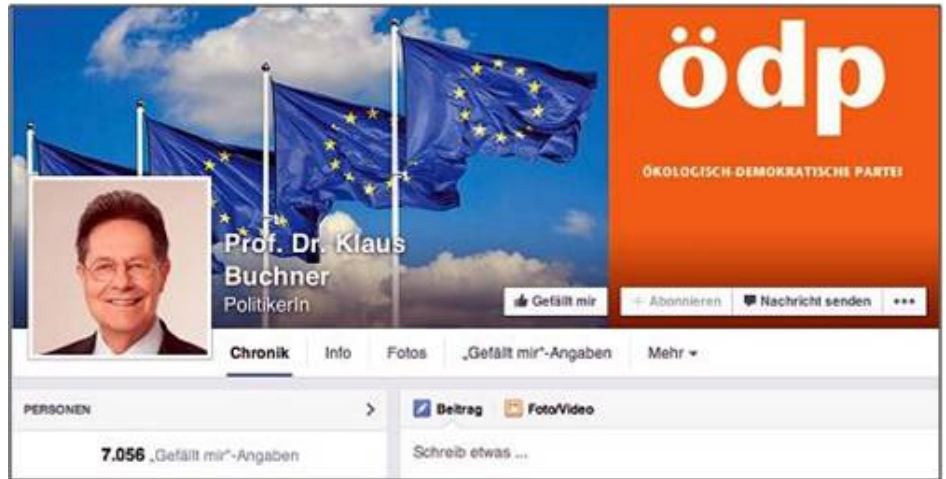 ödp
ÖKOLOGISCH-DEMOKRATISCHE PARTEI
Prof. Dr. Klaus
Buchner
PolitikerIn
Gefällt mir
+ Abonnieren
Nachricht senden
Chronik Info Fotos „Gefällt mir"-Angaben Mehr
PERSONEN
7.056 „Gefällt mir"-Angaben
Beitrag Foto/Video
Schreib etwas ...